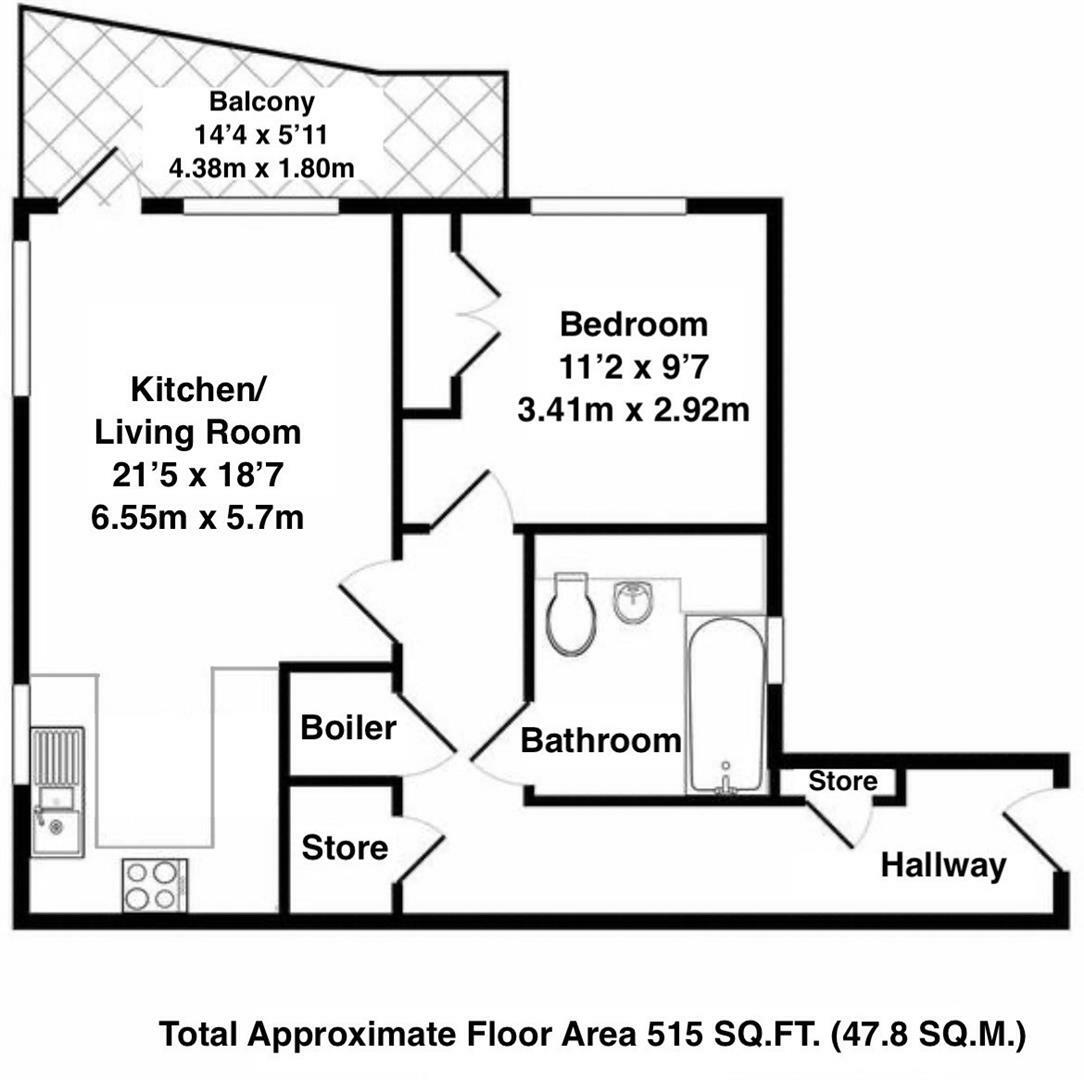 Balcony
14'4 x 5'11
4.38m x 1.80m
Bedroom
11'2 x 9'7
3.41m x 2.92m
Kitchen/
Living Room
21'5 x 18'7
6.55m x 5.7m
Boiler
Bathroom
Store
Store
Hallway
Total Approximate Floor Area 515 SQ.FT. (47.8 SQ.M.)